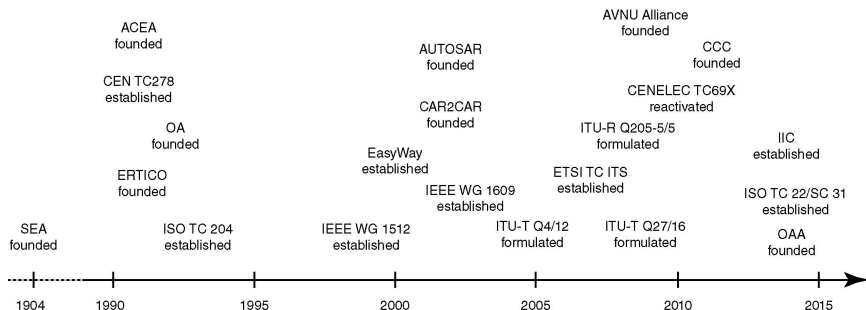 ACEA
founded
CEN TC278
established
OA
founded
ERTICO
founded
SEA
founded
ISO TC 204
established
AUTOSAR
founded
CAR2CAR
founded
EasyWay
established
IEEE WG 1609
established
IEEE WG 1512
established
AVNU Alliance
founded
CCC
founded
CENELEC TC69X
reactivated
ITU-R Q205-5/5
formulated
ETSI TC ITS
established
ITU-T Q4/12
formulated
ITU-T Q27/16
formulated
IIC
established
ISO TC 22/SC 31
established
OAA
founded
1904
1990
1995
2000
2005
2010
2015